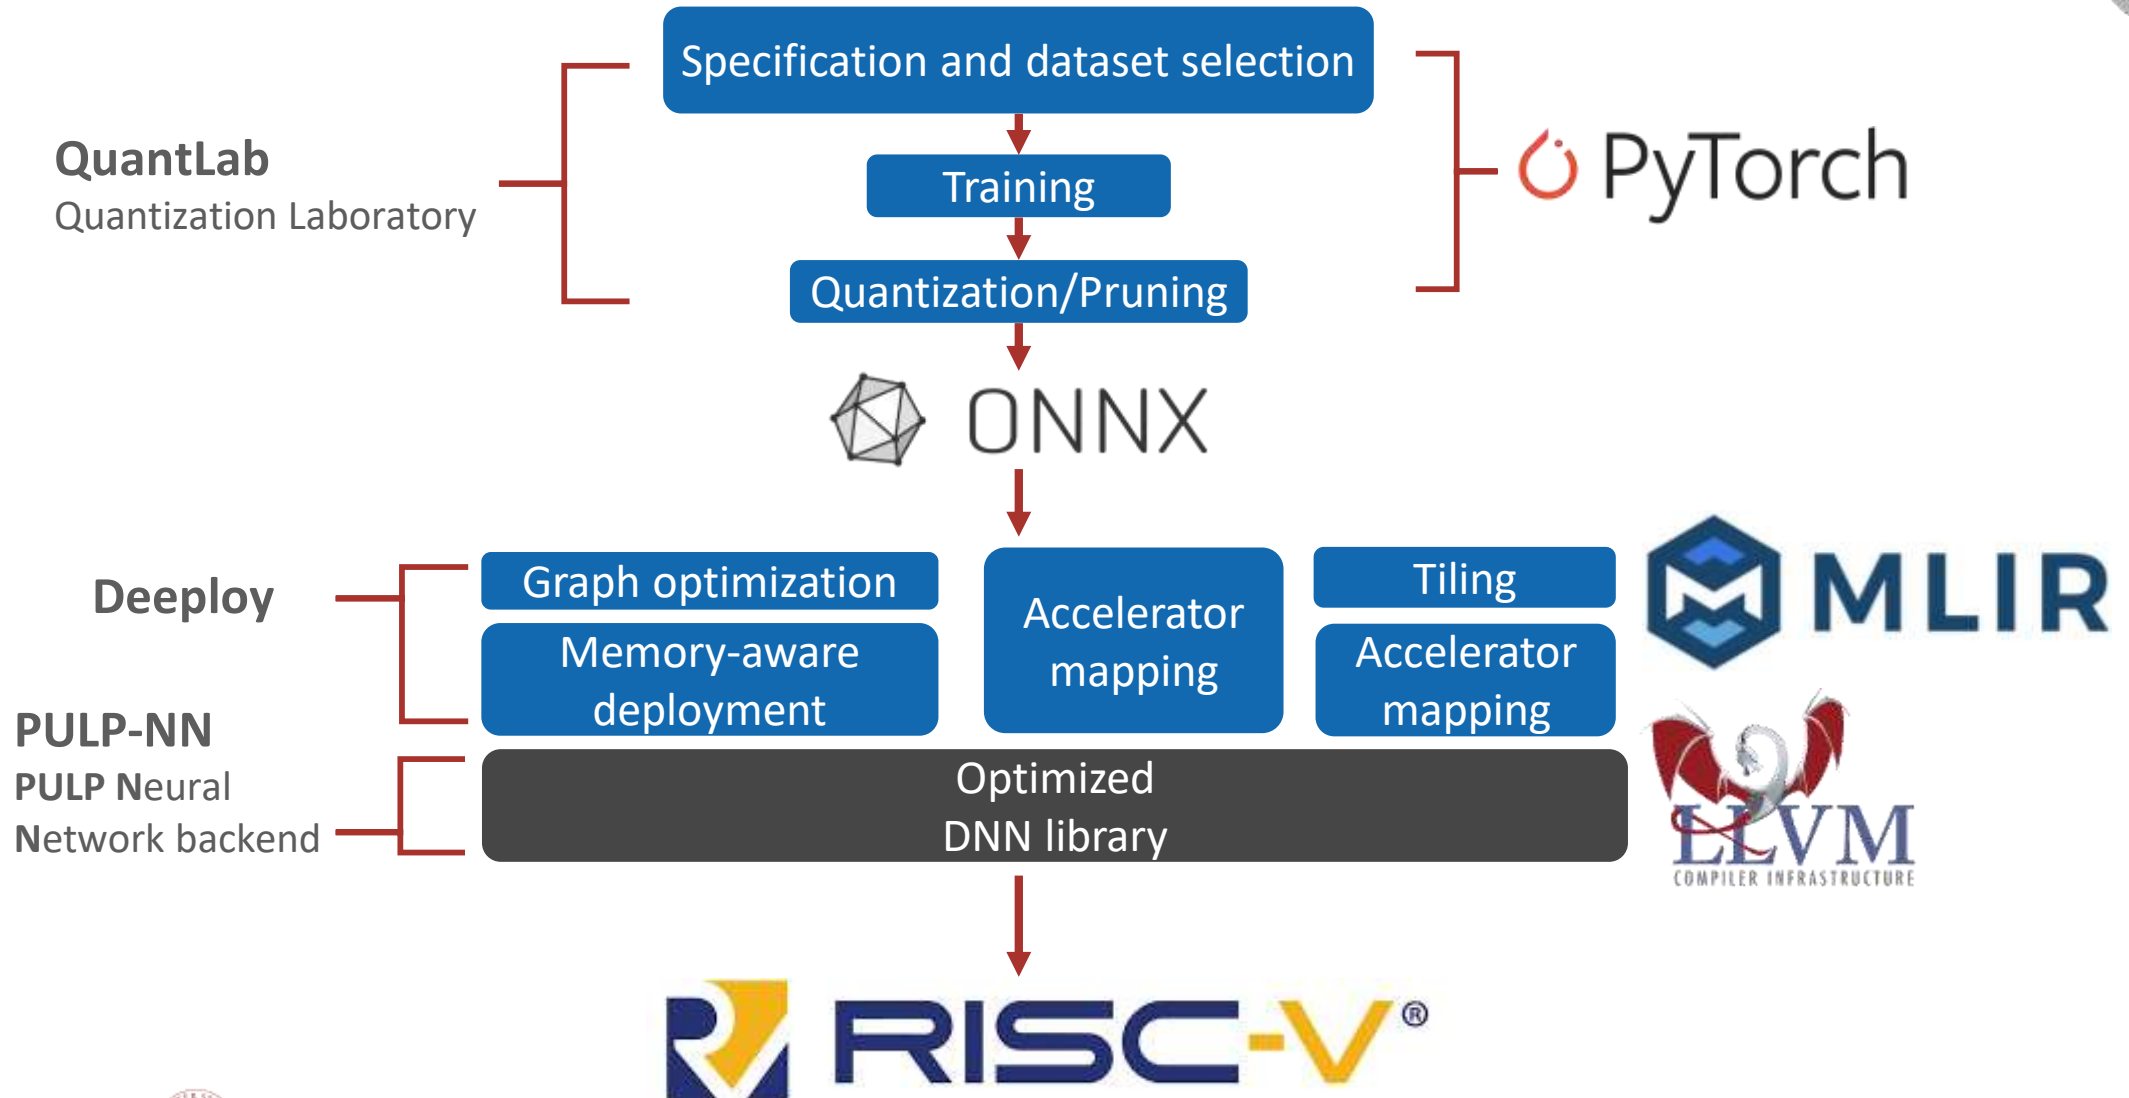 Specification and dataset selection
QuantLab
Quantization Laboratory
Training
PyTorch
Quantization/Pruning
ONNX
Deeploy
Graph optimization
Memory-aware
deployment
Accelerator
mapping
Tiling
Accelerator
mapping
MLIR
PULP-NN
PULP Neural
Network backend
Optimized
DNN library
LLVM
COMPILER INFRASTRUCTURE
RISC-V®